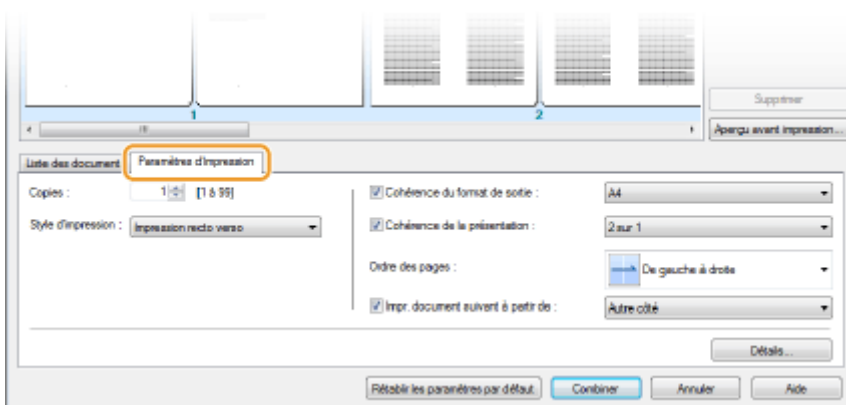 1 2
Supprimer
Aperçu avant impression...
Liste des document Paramètres d'impression
Copies : 1 [1 à 99] Cohérence du format de sortie : A4
Style d'impression : Impression recto verso Cohérence de la présentation : 2 sur 1
Ordre des pages : De gauche à droite
Impr. document suivant à partir de : Autre côté
Détails...
Rétablir les paramètres par défaut Combiner Annuler Aide